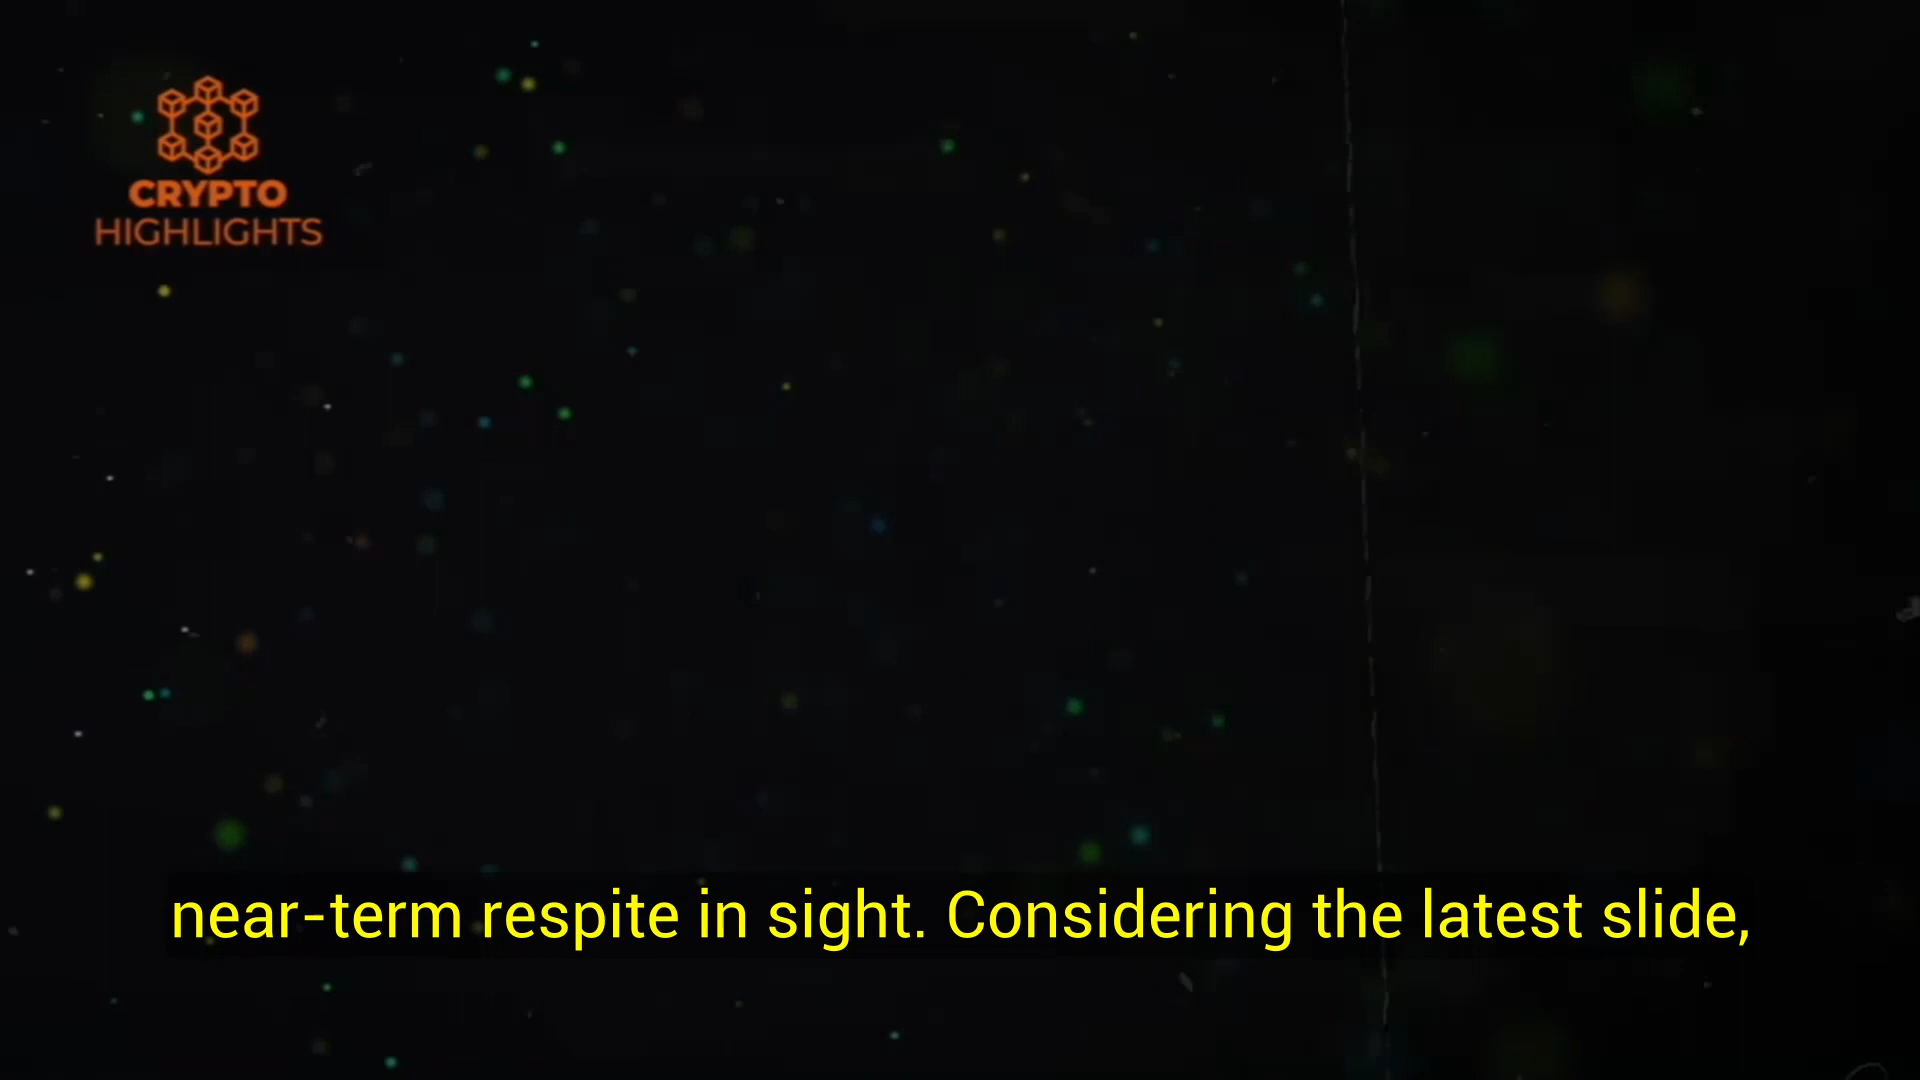 CRYPTO
HIGHLIGHTS
near-term respite in sight. Considering the latest slide,